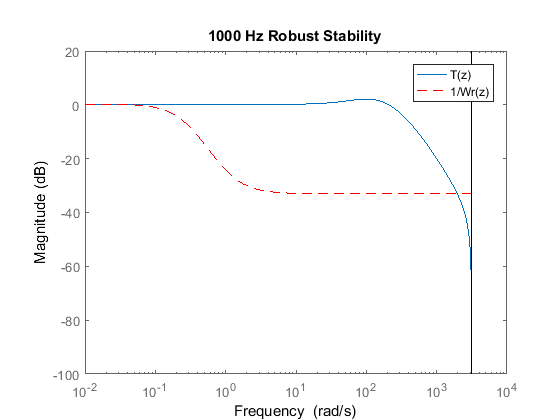 1000 Hz Robust Stability
T(z)
1/Wr(z)
Magnitude (dB)
20
0
-20
-40
-60
-80
-100
10^-2
10^-1
10^0
10^1
10^2
10^3
10^4
Frequency (rad/s)